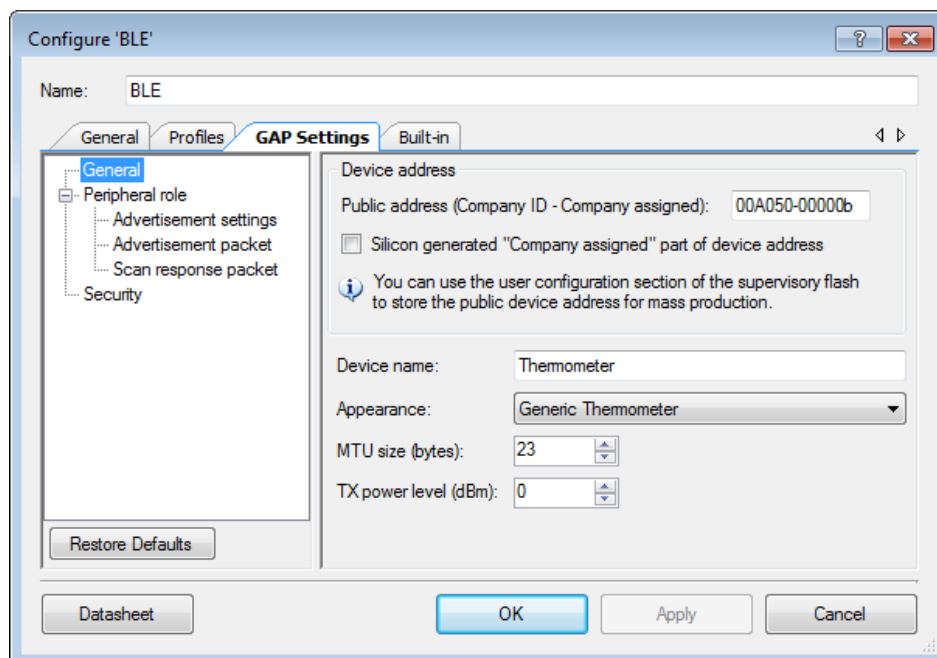 Configure 'BLE'
?
Name: BLE
General Profiles GAP Settings Built-in
General
Peripheral role
Advertisement settings
Advertisement packet
Scan response packet
Security
Restore Defaults
Device address
Public address (Company ID - Company assigned): 00A050-00000b
Silicon generated "Company assigned" part of device address
You can use the user configuration section of the supervisory flash
to store the public device address for mass production.
Device name: Thermometer
Appearance: Generic Thermometer
MTU size (bytes): 23
TX power level (dBm): 0
Datasheet OK Apply Cancel